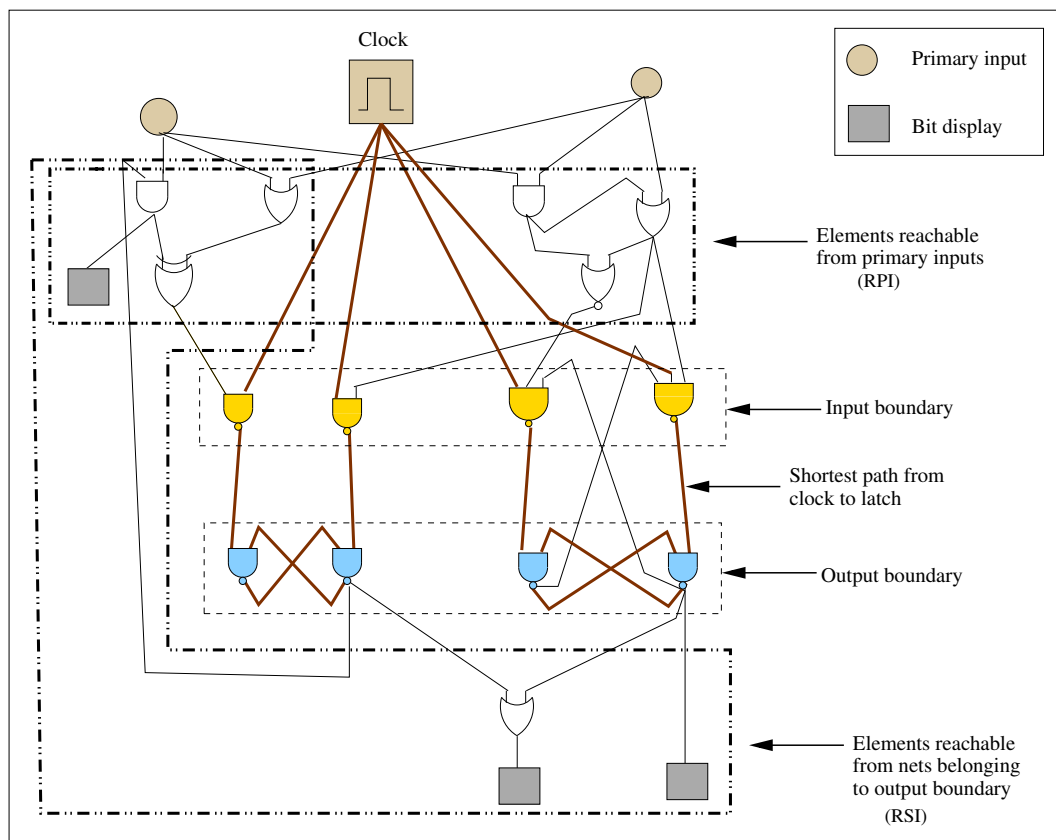 Clock
Primary input
Bit display
Elements reachable
from primary inputs
(RPI)
Input boundary
Shortest path from
clock to latch
Output boundary
Elements reachable
from nets belonging
to output boundary
(RSI)